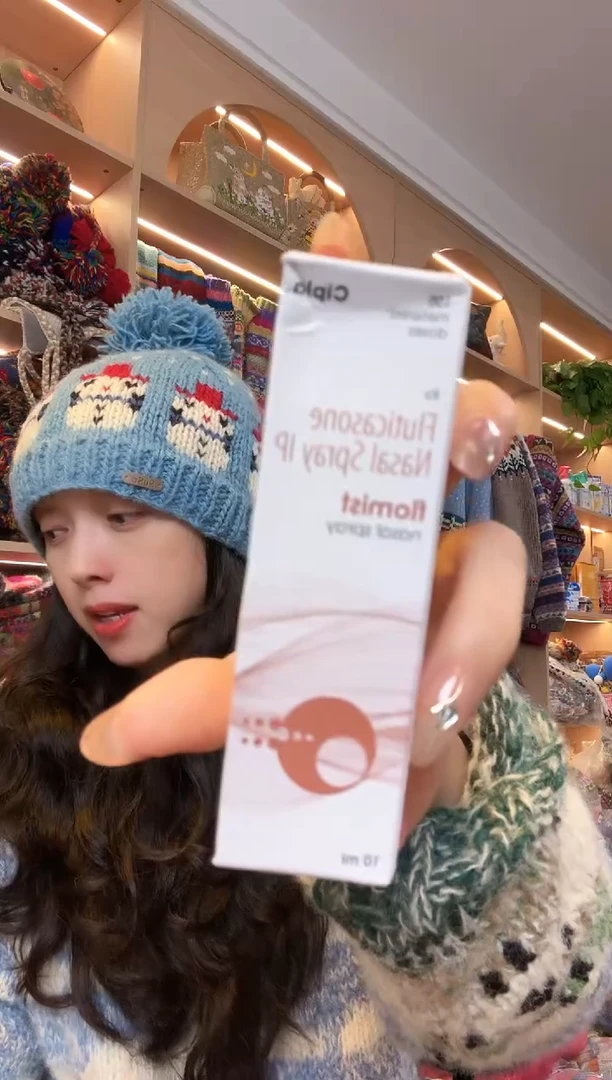 Cipla
120
metered
doses
Rx
Fluticasone
Nasal Spray IP
flomist
nasal spray
10 ml